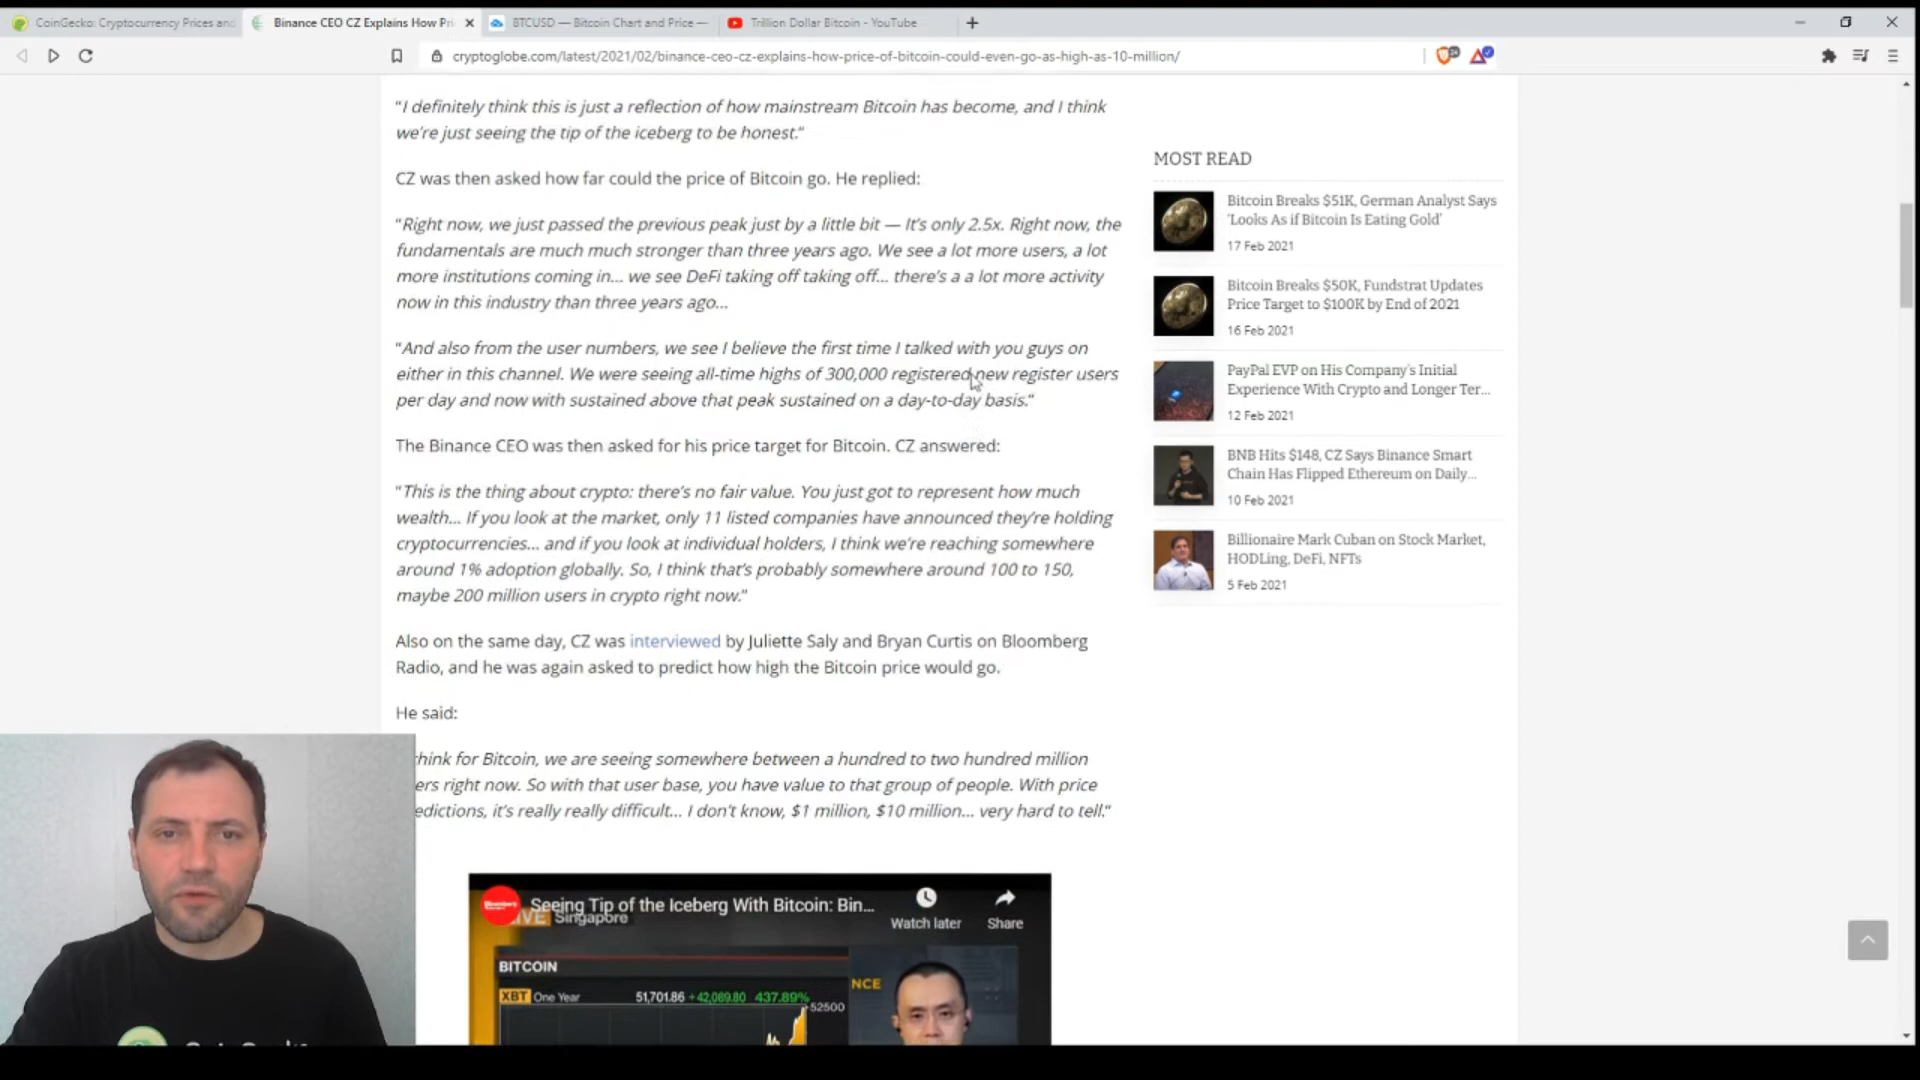 CoinGecko: Cryptocurrency Prices and
Binance CEO CZ Explains How Pri
BTCUSD — Bitcoin Chart and Price —
Trillion Dollar Bitcoin - YouTube
cryptoglobe.com/latest/2021/02/binance-ceo-cz-explains-how-price-of-bitcoin-could-even-go-as-high-as-10-million/
“I definitely think this is just a reflection of how mainstream Bitcoin has become, and I think
we’re just seeing the tip of the iceberg to be honest.“
CZ was then asked how far could the price of Bitcoin go. He replied:
“Right now, we just passed the previous peak just by a little bit — It’s only 2.5x. Right now, the
fundamentals are much much stronger than three years ago. We see a lot more users, a lot
more institutions coming in… we see DeFi taking off taking off… there’s a a lot more activity
now in this industry than three years ago…
“And also from the user numbers, we see I believe the first time I talked with you guys on
either in this channel. We were seeing all-time highs of 300,000 registered new register users
per day and now with sustained above that peak sustained on a day-to-day basis.“
The Binance CEO was then asked for his price target for Bitcoin. CZ answered:
“This is the thing about crypto: there’s no fair value. You just got to represent how much
wealth… If you look at the market, only 11 listed companies have announced they’re holding
cryptocurrencies… and if you look at individual holders, I think we’re reaching somewhere
around 1% adoption globally. So, I think that’s probably somewhere around 100 to 150,
maybe 200 million users in crypto right now.”
Also on the same day, CZ was interviewed by Juliette Saly and Bryan Curtis on Bloomberg
Radio, and he was again asked to predict how high the Bitcoin price would go.
He said:
think for Bitcoin, we are seeing somewhere between a hundred to two hundred million
ers right now. So with that user base, you have value to that group of people. With price
edictions, it’s really really difficult… I don’t know, $1 million, $10 million… very hard to tell.“
Seeing Tip of the Iceberg With Bitcoin: Bin...
Watch later
Share
LIVE Singapore
BITCOIN
XBT One Year 51,701.86 +42,089.80 437.89%
52500
NCE
MOST READ
Bitcoin Breaks $51K, German Analyst Says
‘Looks As if Bitcoin Is Eating Gold’
17 Feb 2021
Bitcoin Breaks $50K, Fundstrat Updates
Price Target to $100K by End of 2021
16 Feb 2021
PayPal EVP on His Company’s Initial
Experience With Crypto and Longer Ter...
12 Feb 2021
BNB Hits $148, CZ Says Binance Smart
Chain Has Flipped Ethereum on Daily...
10 Feb 2021
Billionaire Mark Cuban on Stock Market,
HODLing, DeFi, NFTs
5 Feb 2021